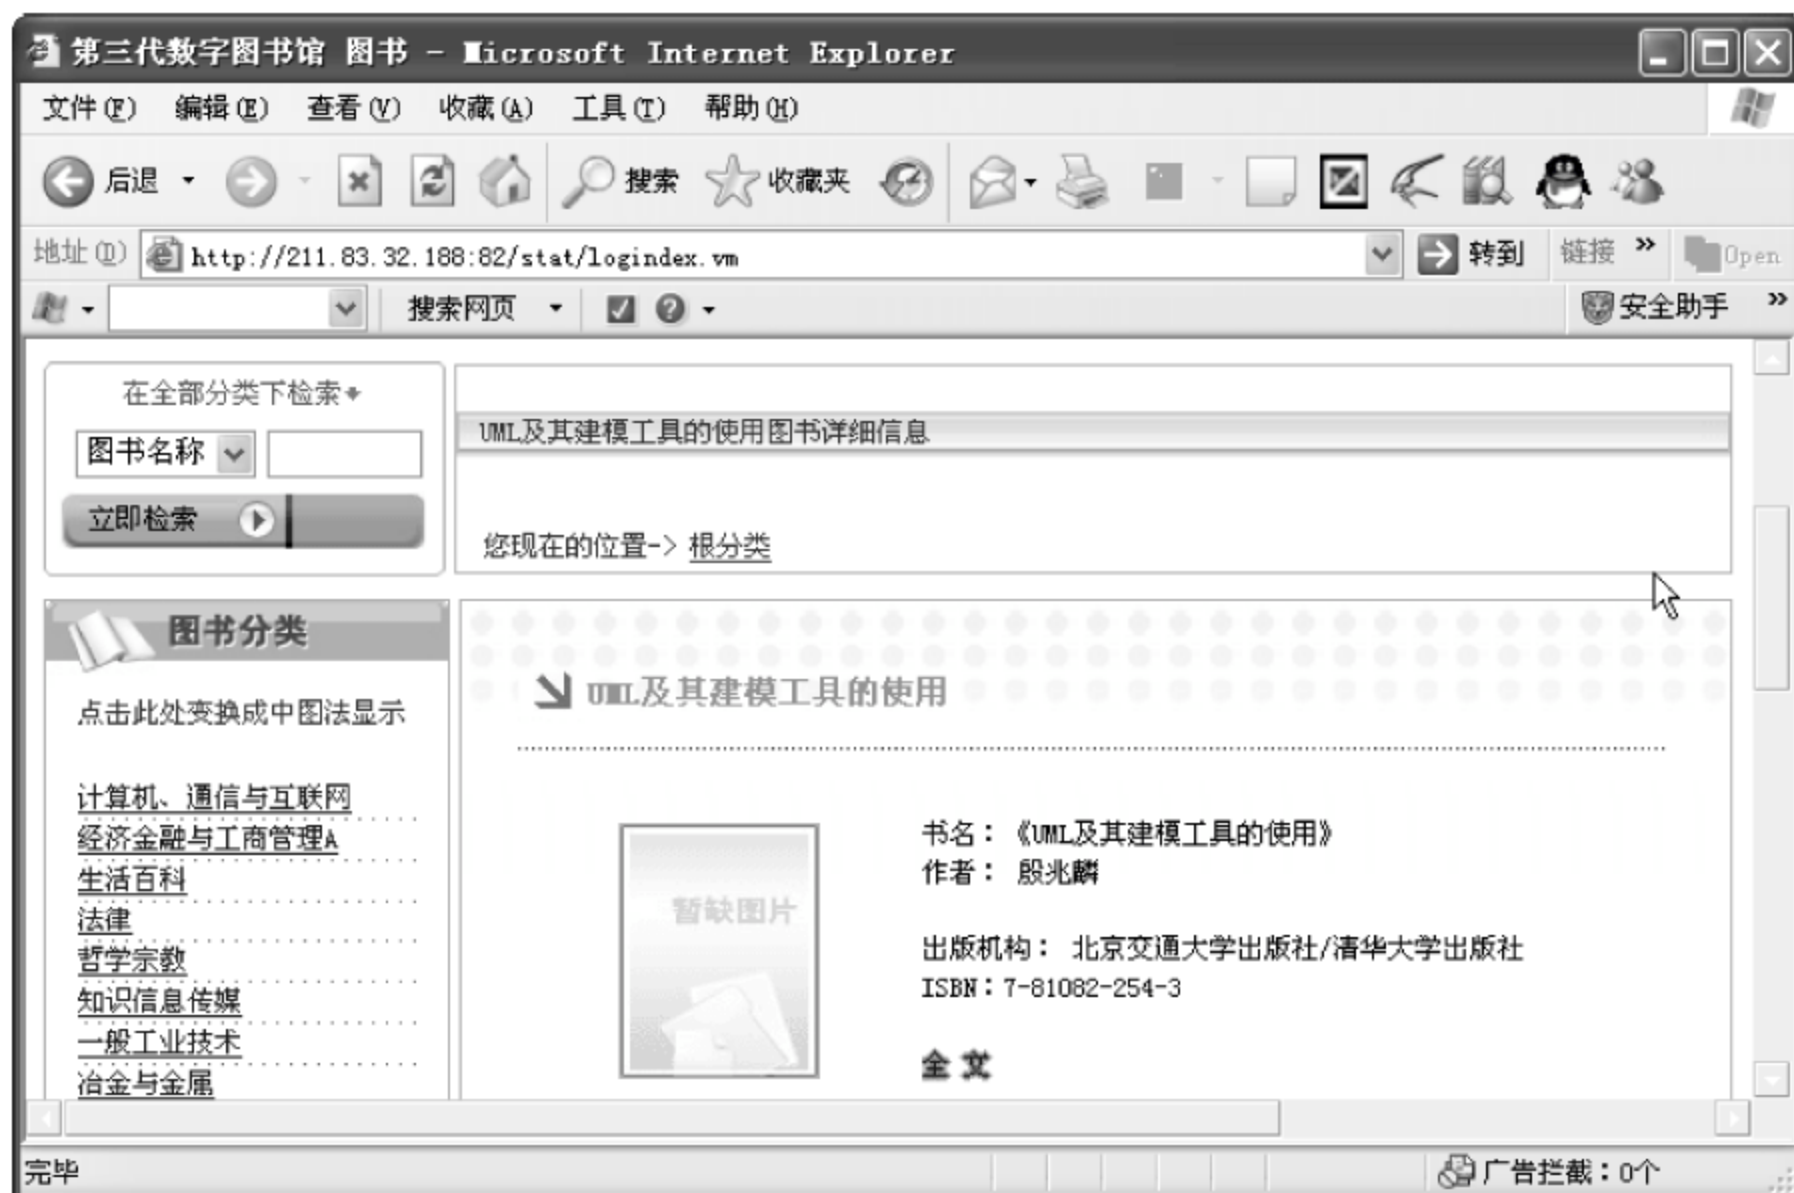 第三代数字图书馆 图书 - Microsoft Internet Explorer
文件(F) 编辑(E) 查看(V) 收藏(A) 工具(T) 帮助(H)
后退 搜索 收藏夹
地址(D) http://211.83.32.188:82/stat/logindex.vm 转到 链接 » Open
搜索网页 安全助手 »
在全部分类下检索
图书名称
立即检索
UML及其建模工具的使用图书详细信息
您现在的位置-> 根分类
图书分类
点击此处变换成中图法显示
计算机、通信与互联网
经济金融与工商管理A
生活百科
法律
哲学宗教
知识信息传媒
一般工业技术
冶金与金属
UML及其建模工具的使用
暂缺图片
书名：《UML及其建模工具的使用》
作者： 殷兆麟
出版机构： 北京交通大学出版社/清华大学出版社
ISBN：7-81082-254-3
全文
完毕 广告拦截：0个